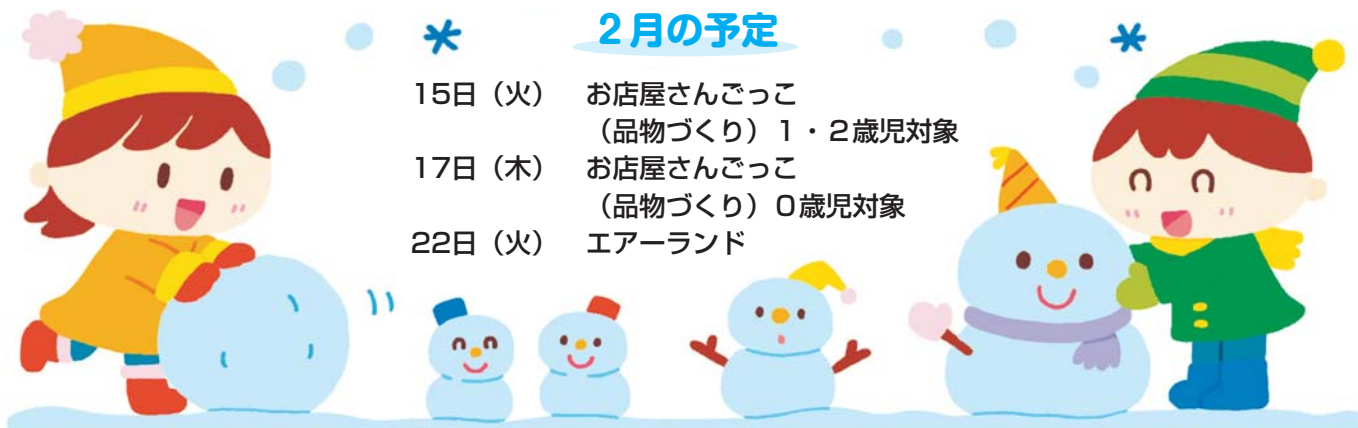 ２月の予定
15日（火）　お店屋さんごっこ
（品物づくり）１・２歳児対象
17日（木）　お店屋さんごっこ
（品物づくり）０歳児対象
22日（火）　エアーランド